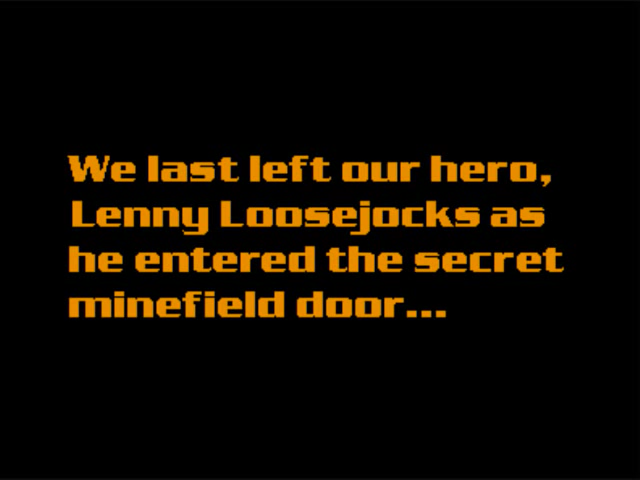 We last left our hero,
Lenny Loosejocks as
he entered the secret
minefield door...